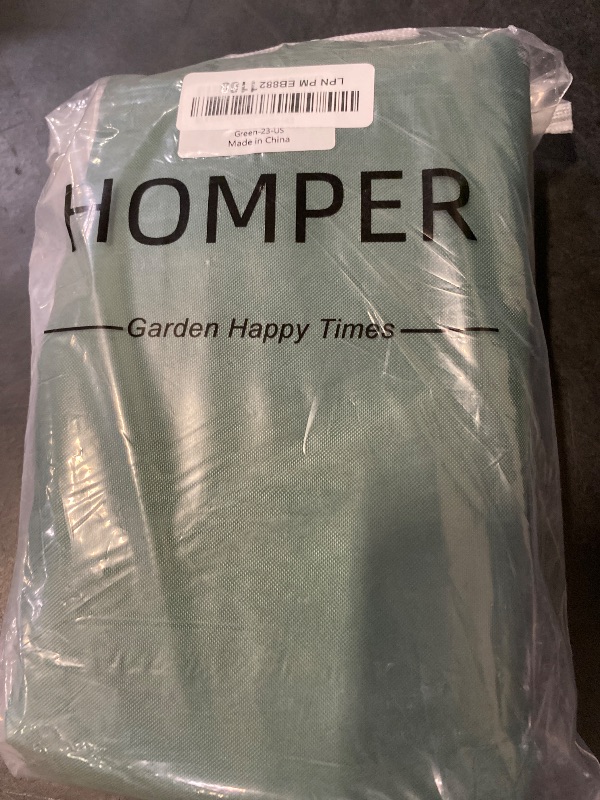 LPN PM EB882
Green-23-US
Made in China
HOMPER
Garden Happy Times